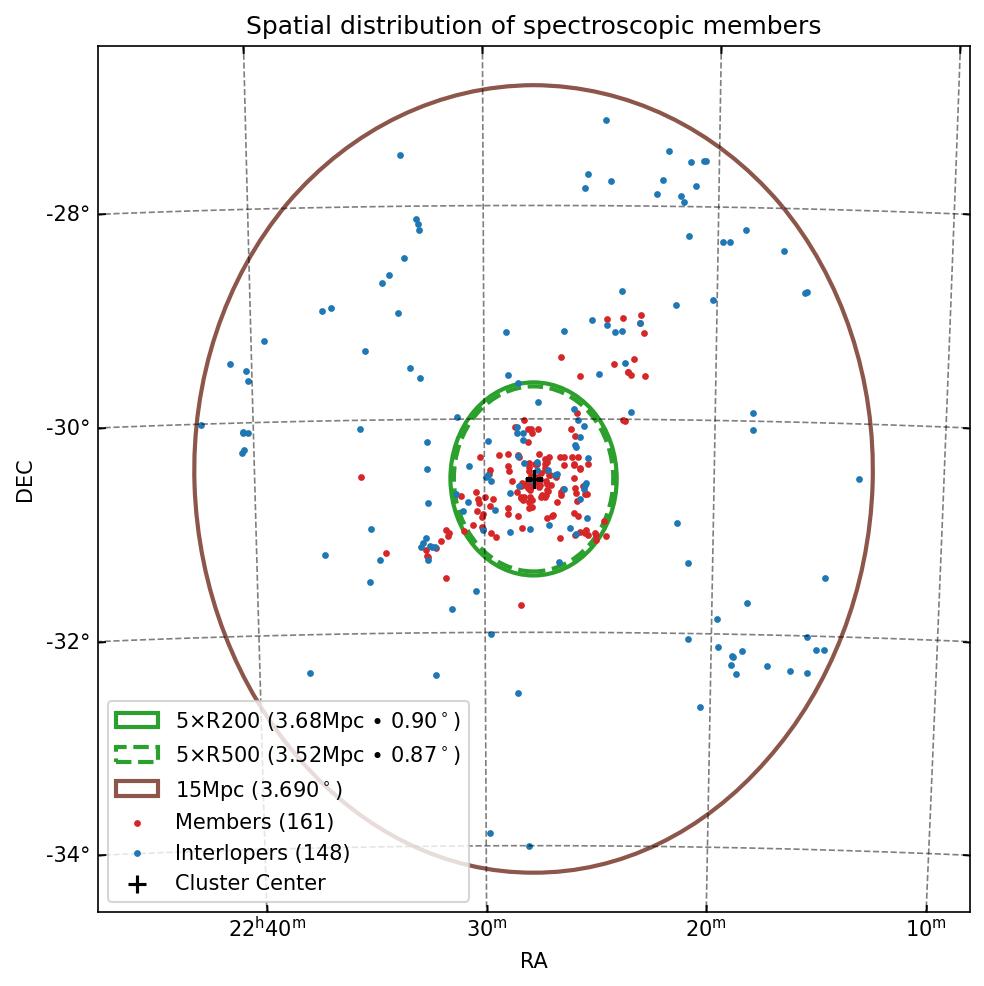 Spatial distribution of spectroscopic members
-28°
-30°
-32°
-34°
DEC
5×R200 (3.68Mpc • 0.90°)
5×R500 (3.52Mpc • 0.87°)
15Mpc (3.690°)
Members (161)
Interlopers (148)
Cluster Center
22ʰ40ᵐ
30ᵐ
20ᵐ
10ᵐ
RA